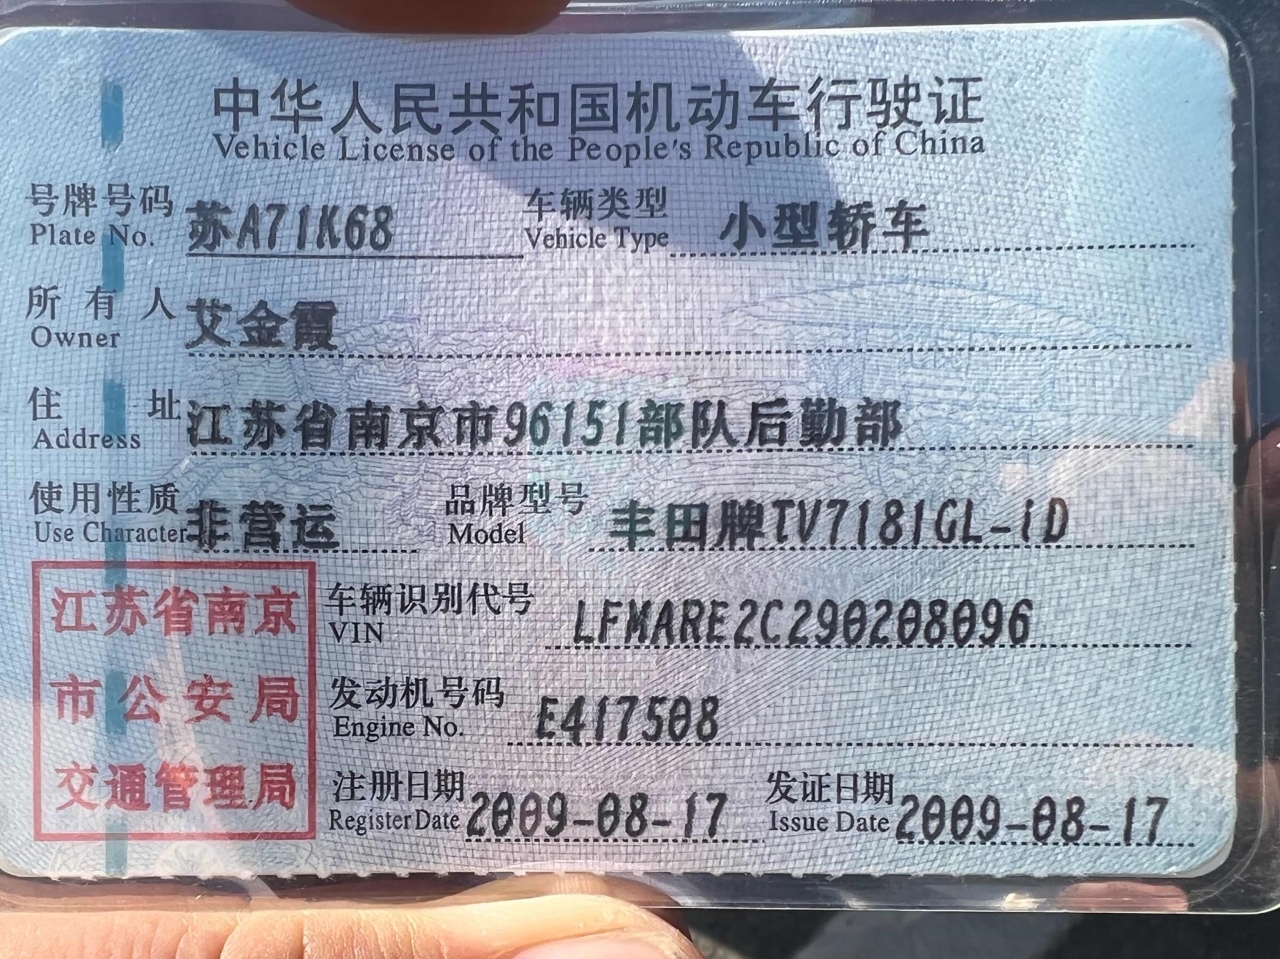 中华人民共和国机动车行驶证
Vehicle License of the People's Republic of China
号牌号码 苏A71K68 车辆类型 小型轿车
Plate No. Vehicle Type
所有人 艾金霞
Owner
住址 江苏省南京市96151部队后勤部
Address
使用性质 非营运 品牌型号 丰田牌TV7181GL-iD
Use Character Model
江苏省南京
市公安局
交通管理局
车辆识别代号 LFMARE2C290208096
VIN
发动机号码 E417508
Engine No.
注册日期 2009-08-17 发证日期 2009-08-17
Register Date Issue Date